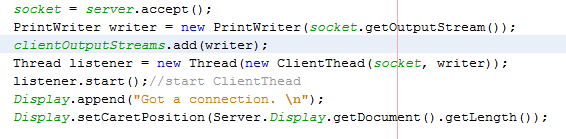 socket = server.accept();
PrintWriter writer = new PrintWriter(socket.getOutputStream());
clientOutputStreams.add(writer);
Thread listener = new Thread(new ClientThead(socket, writer));
listener.start();//start ClientThead
Display.append("Got a connection. \n");
Display.setCaretPosition(Server.Display.getDocument().getLength());